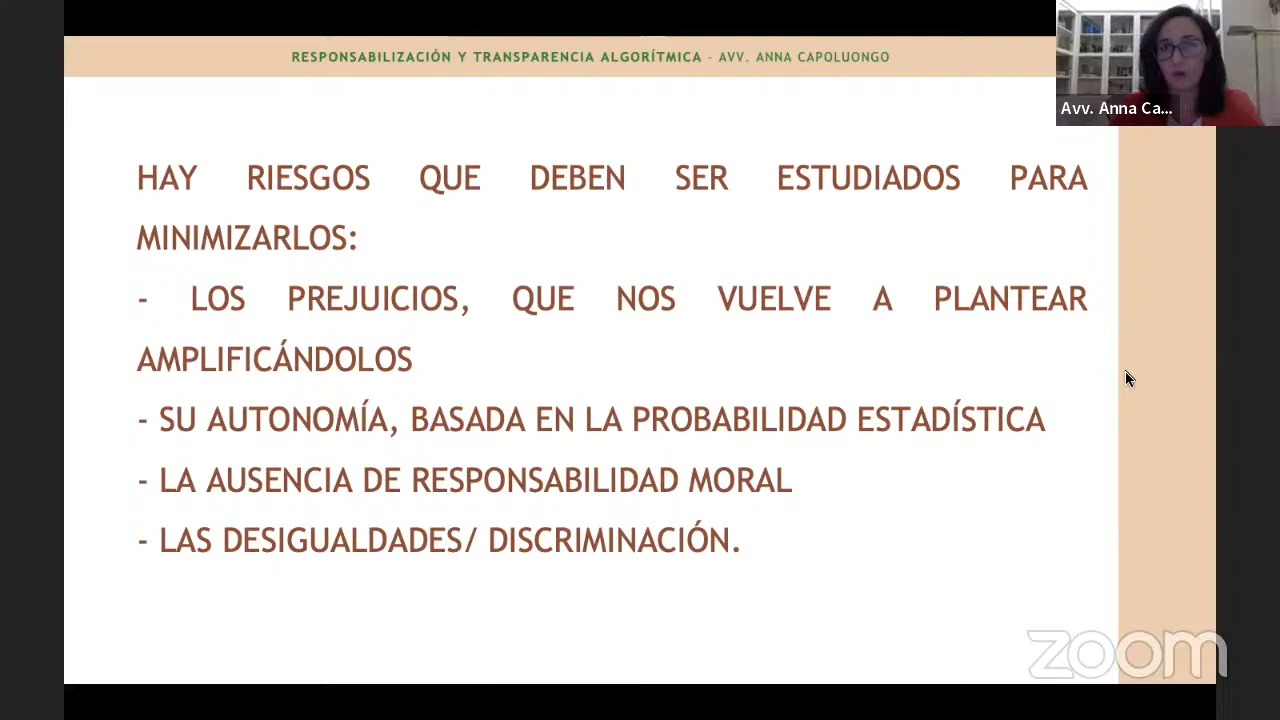 RESPONSABILIZACIÓN Y TRANSPARENCIA ALGORÍTMICA - AVV. ANNA CAPOLUONGO
Avv. Anna Ca...
HAY RIESGOS QUE DEBEN SER ESTUDIADOS PARA
MINIMIZARLOS:
- LOS PREJUICIOS, QUE NOS VUELVE A PLANTEAR
AMPLIFICÁNDOLOS
- SU AUTONOMÍA, BASADA EN LA PROBABILIDAD ESTADÍSTICA
- LA AUSENCIA DE RESPONSABILIDAD MORAL
- LAS DESIGUALDADES/ DISCRIMINACIÓN.
zoom